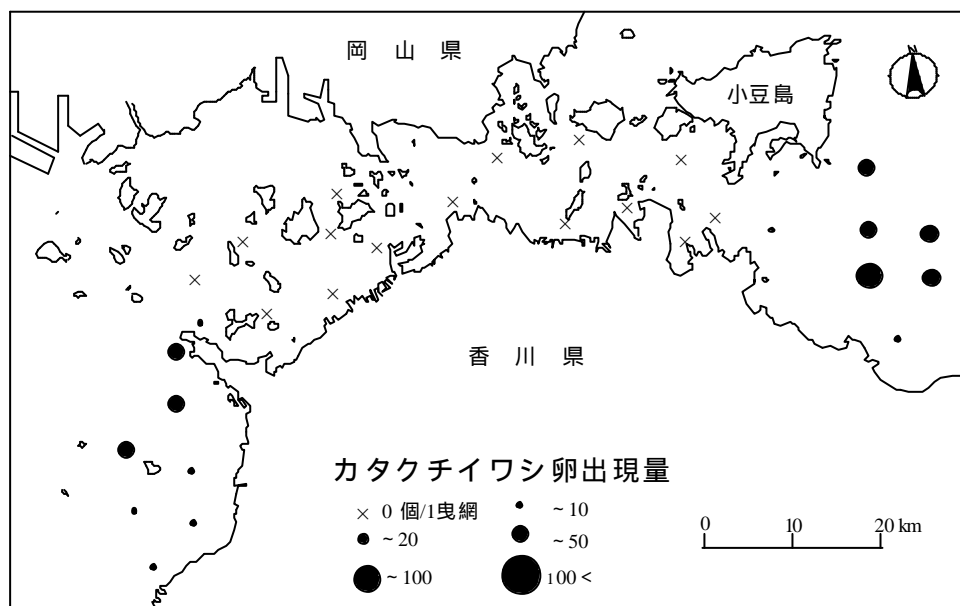 岡山県
小豆島
N
香川県
カタクチイワシ卵出現量
× 0 個/1曳網
~10
~20
~50
~100
100 <
0 10 20 km